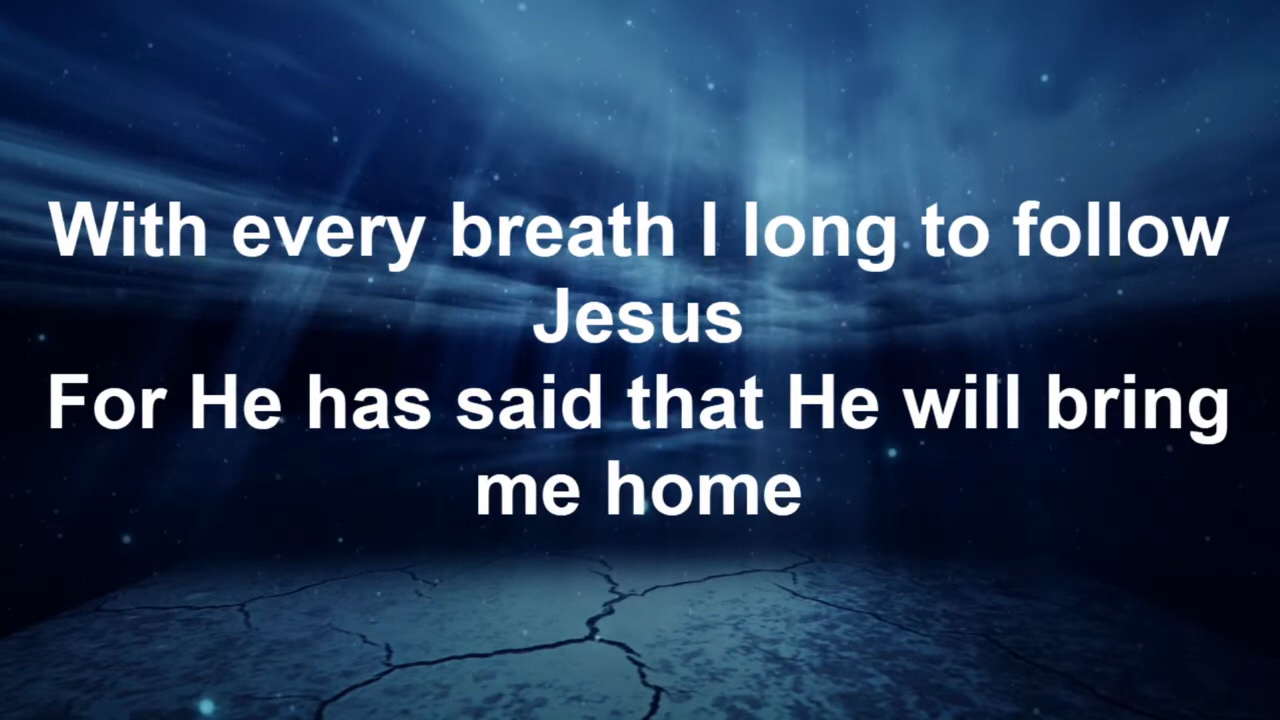 With every breath I long to follow
Jesus
For He has said that He will bring
me home